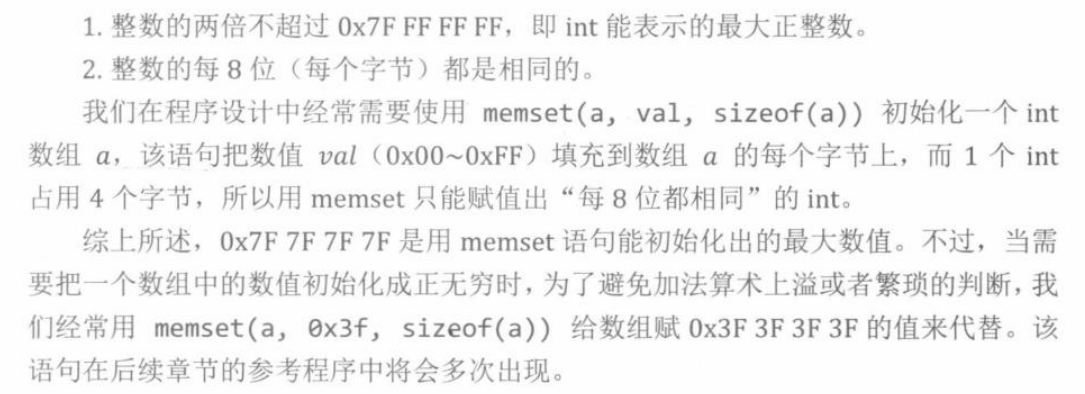 1. 整数的两倍不超过 0x7F FF FF FF，即 int 能表示的最大正整数。
2. 整数的每 8 位（每个字节）都是相同的。
我们在程序设计中经常需要使用 memset(a, val, sizeof(a)) 初始化一个 int
数组 a，该语句把数值 val（0x00~0xFF）填充到数组 a 的每个字节上，而 1 个 int
占用 4 个字节，所以用 memset 只能赋值出“每 8 位都相同”的 int。
综上所述，0x7F 7F 7F 7F 是用 memset 语句能初始化出的最大数值。不过，当需
要把一个数组中的数值初始化成正无穷时，为了避免加法算术上溢或者繁琐的判断，我
们经常用 memset(a, 0x3f, sizeof(a)) 给数组赋 0x3F 3F 3F 3F 的值来代替。该
语句在后续章节的参考程序中将会多次出现。